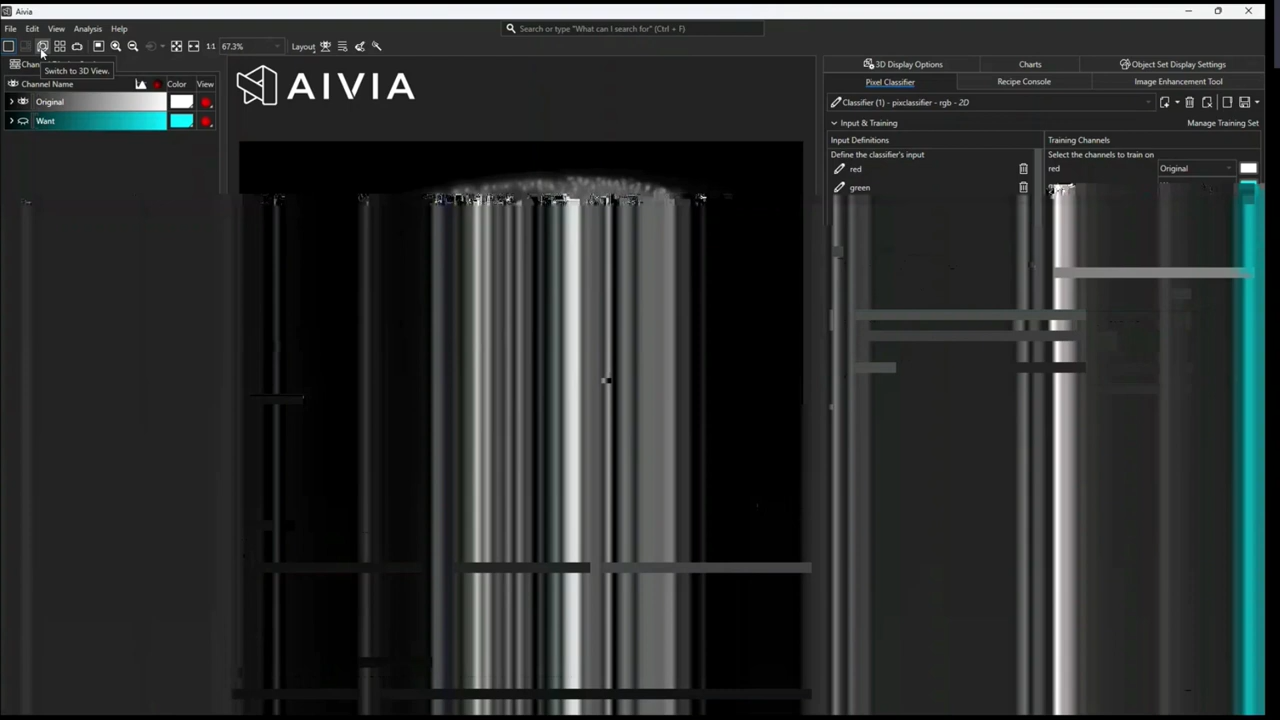 Aivia
File Edit View Analysis Help
Search or type "What can I search for" (Ctrl + F)
1:1 67.3% Layout
Switch to 3D View.
Channel Name Color View
Original
Want
AIVIA
3D Display Options Charts Object Set Display Settings
Pixel Classifier Recipe Console Image Enhancement Tool
Classifier (1) - pixclassifier - rgb - 2D
Input & Training Manage Training Set
Input Definitions Training Channels
Define the classifier's input Select the channels to train on
red red Original
green